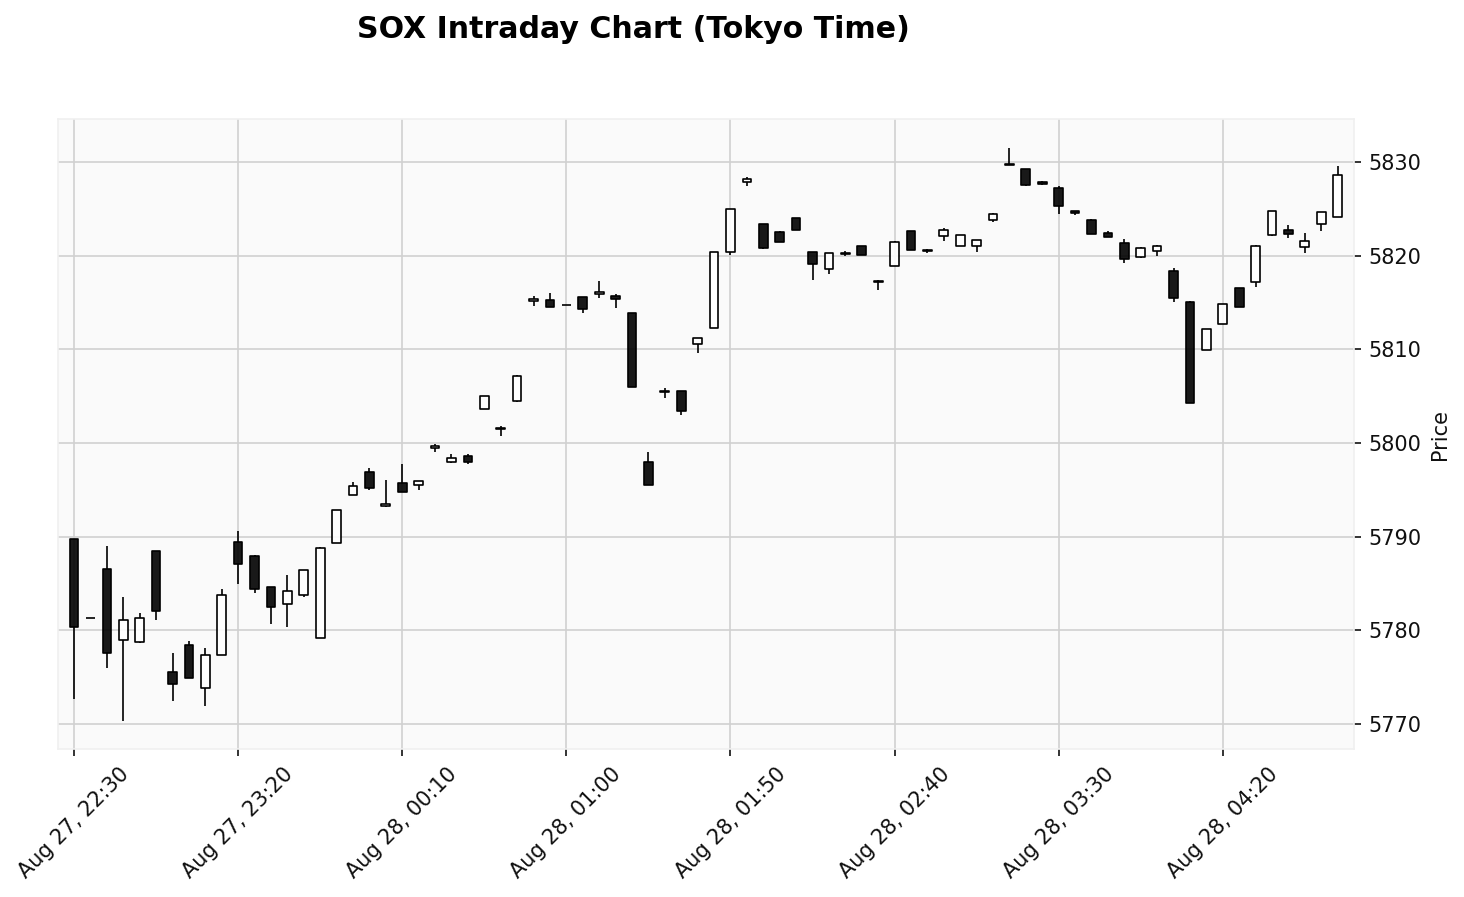 SOX Intraday Chart (Tokyo Time)
5830
5820
5810
5800
5790
5780
5770
Price
Aug 27, 22:30
Aug 27, 23:20
Aug 28, 00:10
Aug 28, 01:00
Aug 28, 01:50
Aug 28, 02:40
Aug 28, 03:30
Aug 28, 04:20